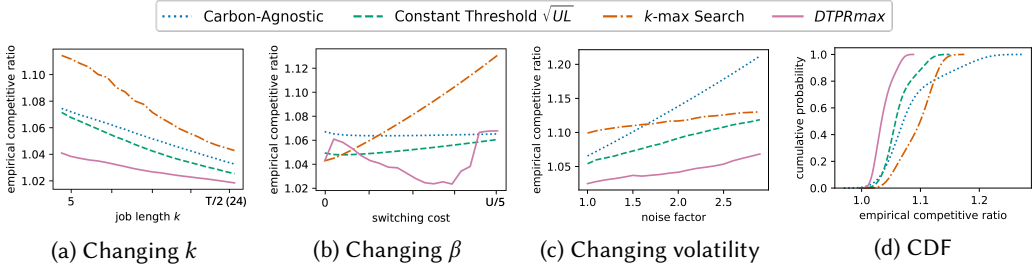 Carbon-Agnostic Constant Threshold √UL k-max Search DTPRmax
empirical competitive ratio
1.10
1.08
1.06
1.04
1.02
5 T/2 (24)
job length k
(a) Changing k
empirical competitive ratio
1.12
1.10
1.08
1.06
1.04
1.02
0 U/5
switching cost
(b) Changing β
empirical competitive ratio
1.20
1.15
1.10
1.05
1.0 1.5 2.0 2.5
noise factor
(c) Changing volatility
cumulative probability
1.0
0.8
0.6
0.4
0.2
0.0
1.0 1.1 1.2
empirical competitive ratio
(d) CDF